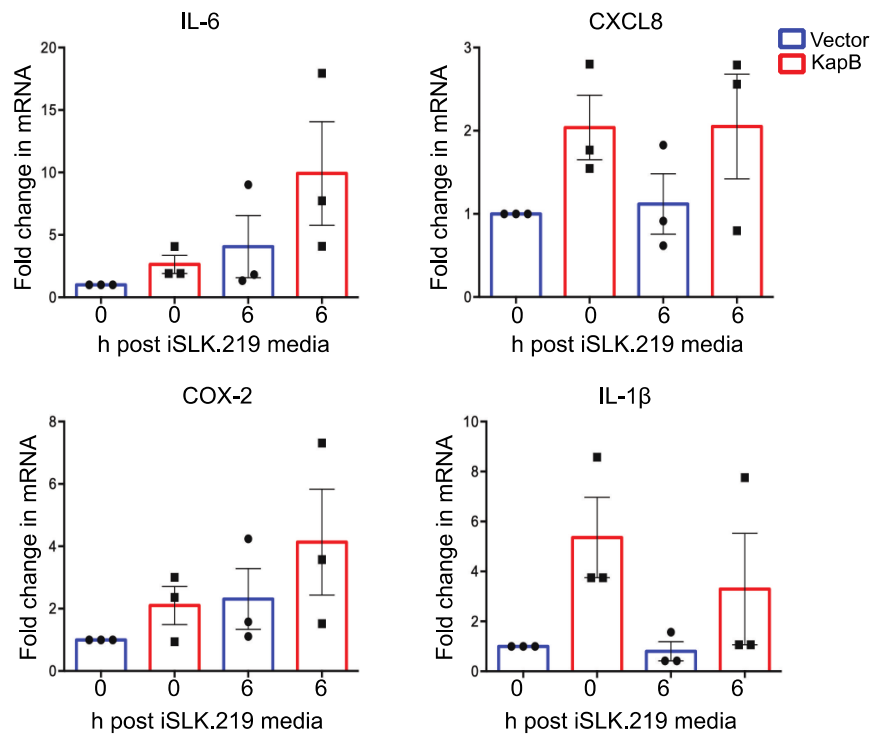 IL-6
Fold change in mRNA
20
15
10
5
0
0 0 6 6
h post iSLK.219 media
CXCL8
Fold change in mRNA
3
2
1
0
0 0 6 6
h post iSLK.219 media
Vector
KapB
COX-2
Fold change in mRNA
8
6
4
2
0
0 0 6 6
h post iSLK.219 media
IL-1β
Fold change in mRNA
10
8
6
4
2
0
0 0 6 6
h post iSLK.219 media